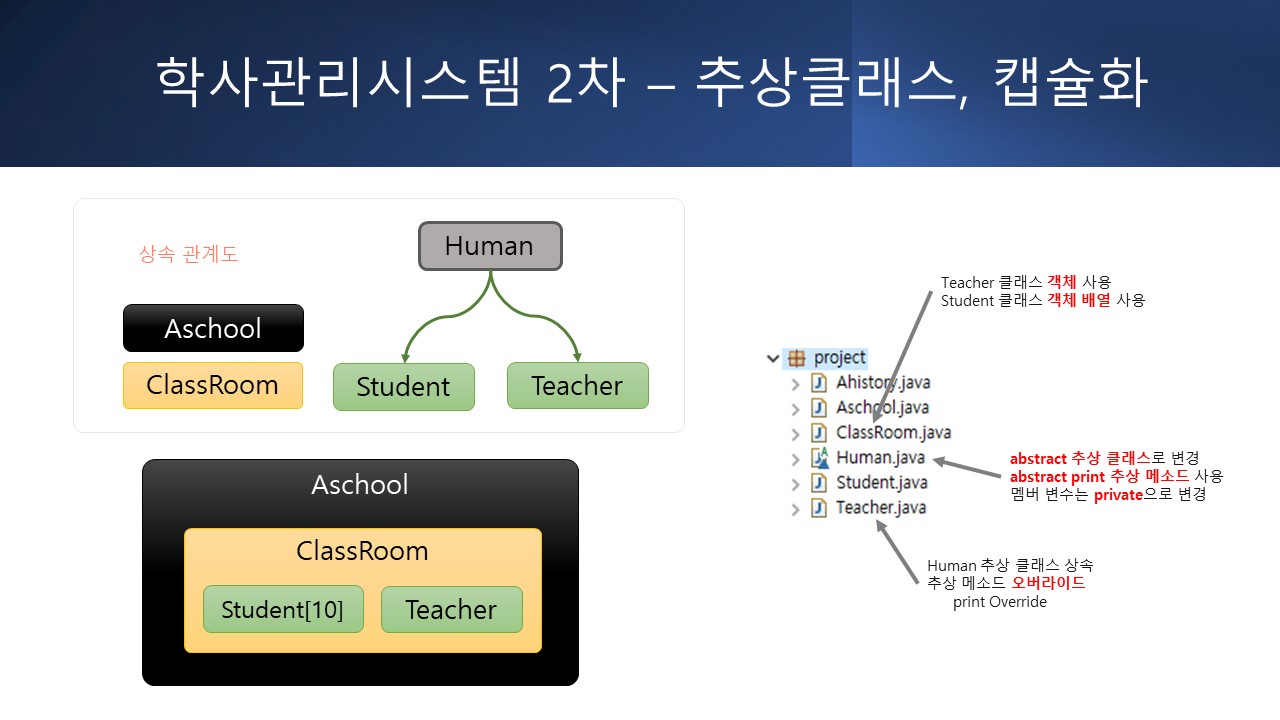 학사관리시스템 2차 – 추상클래스, 캡슐화
상속 관계도
Human
Aschool
ClassRoom
Student
Teacher
Aschool
ClassRoom
Student[10]
Teacher
Teacher 클래스 객체 사용
Student 클래스 객체 배열 사용
project
Ahistory.java
Aschool.java
ClassRoom.java
Human.java
Student.java
Teacher.java
abstract 추상 클래스로 변경
abstract print 추상 메소드 사용
멤버 변수는 private으로 변경
Human 추상 클래스 상속
추상 메소드 오버라이드
print Override